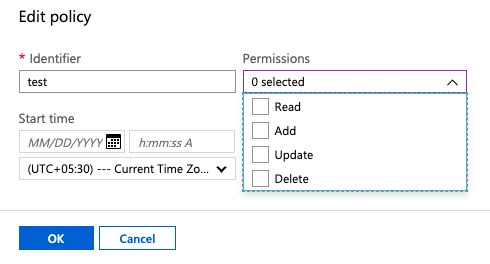 Edit policy
* Identifier
Permissions
test
0 selected
Read
Add
Update
Delete
Start time
MM/DD/YYYY
h:mm:ss A
(UTC+05:30) --- Current Time Zo...
OK
Cancel